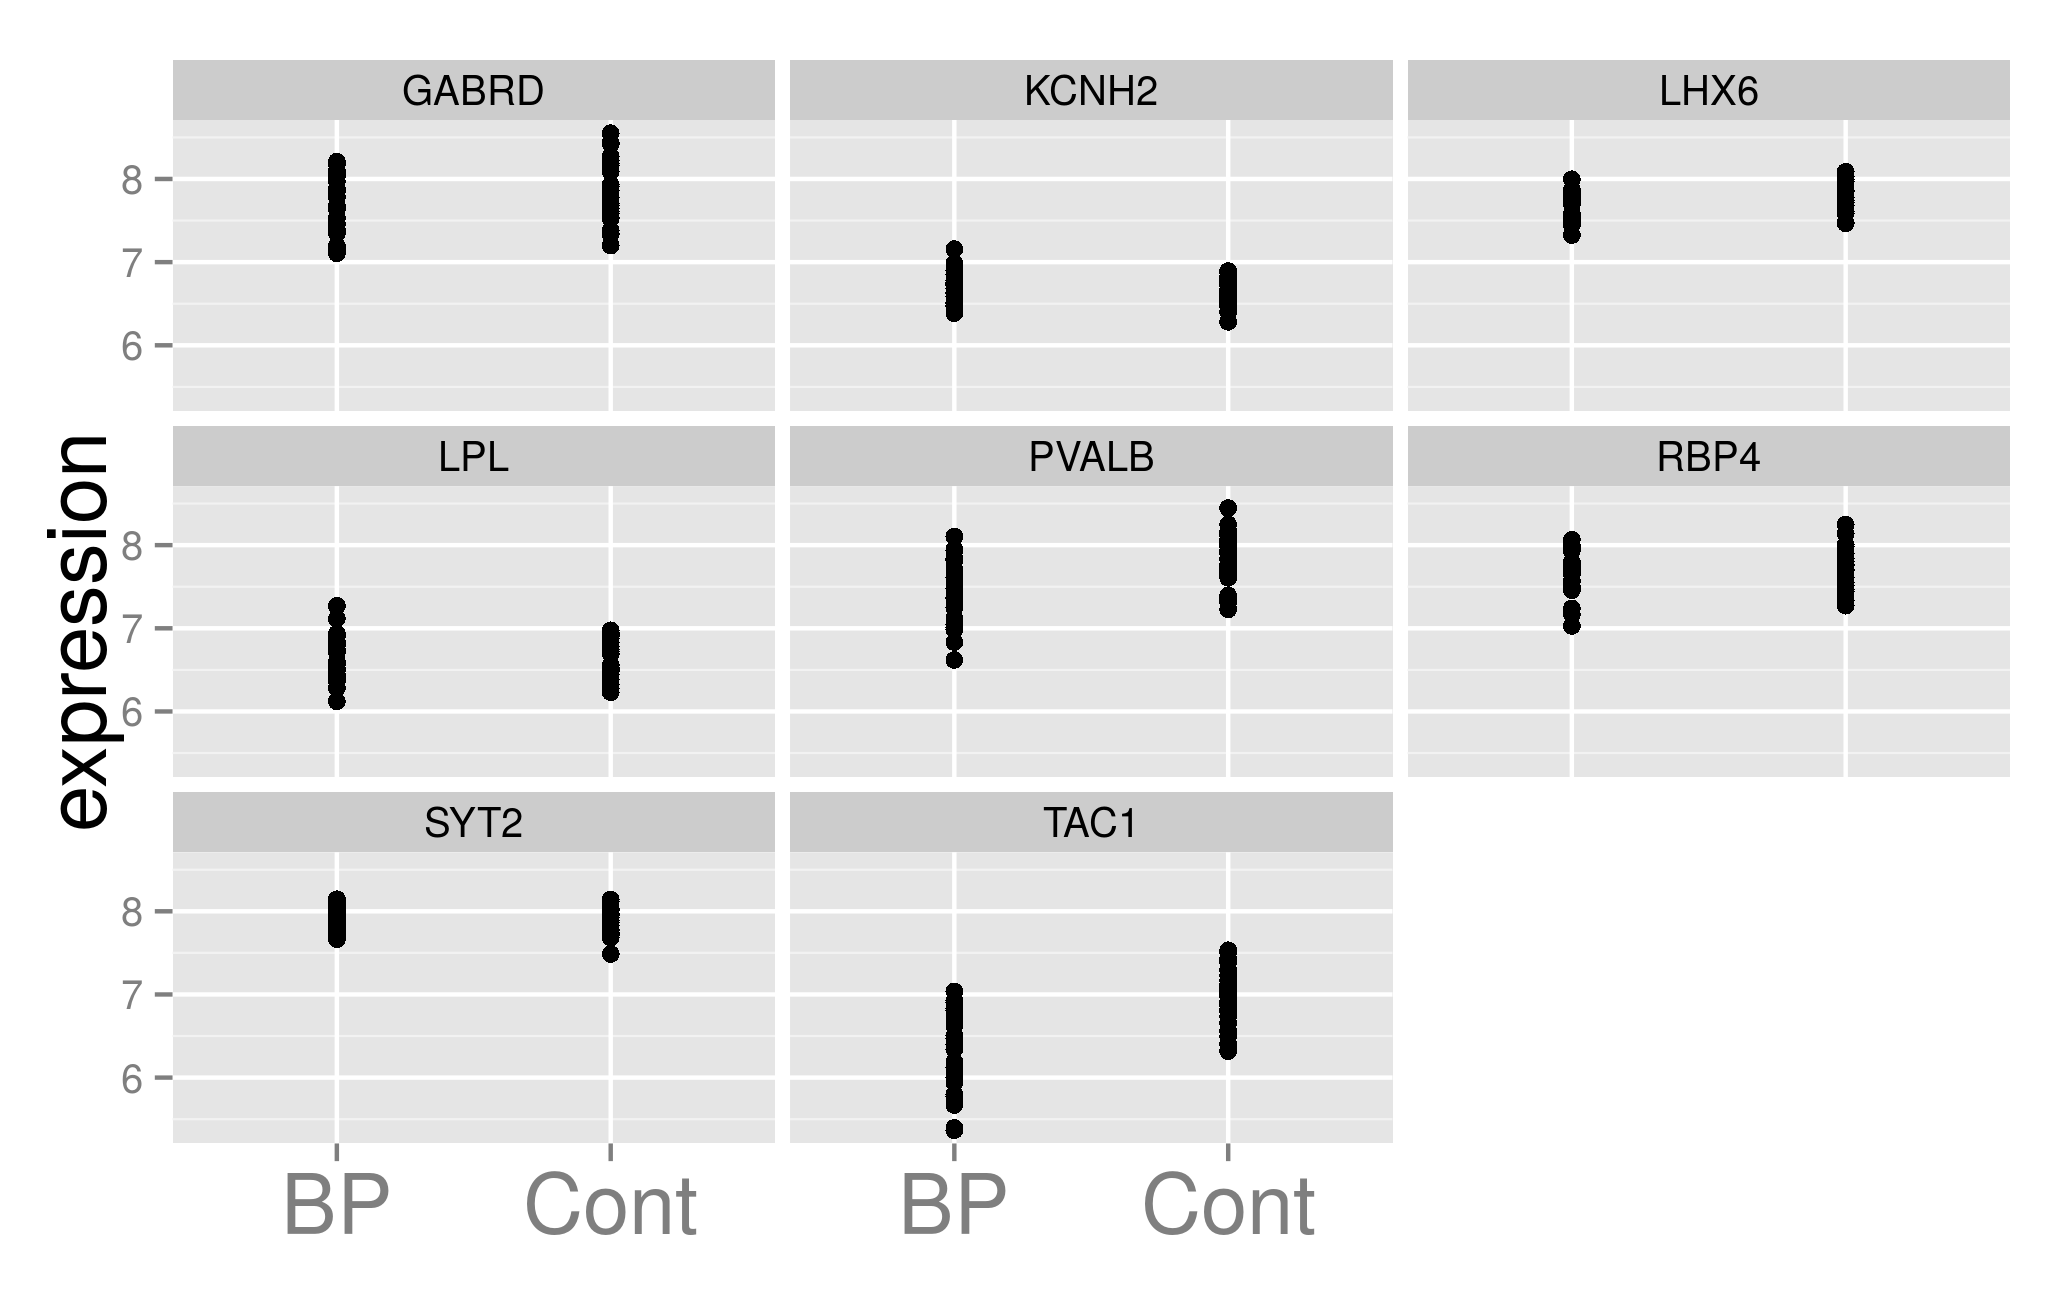 GABRD
KCNH2
LHX6
8
7
6
LPL
PVALB
RBP4
expression
8
7
6
SYT2
TAC1
8
7
6
BP Cont BP Cont